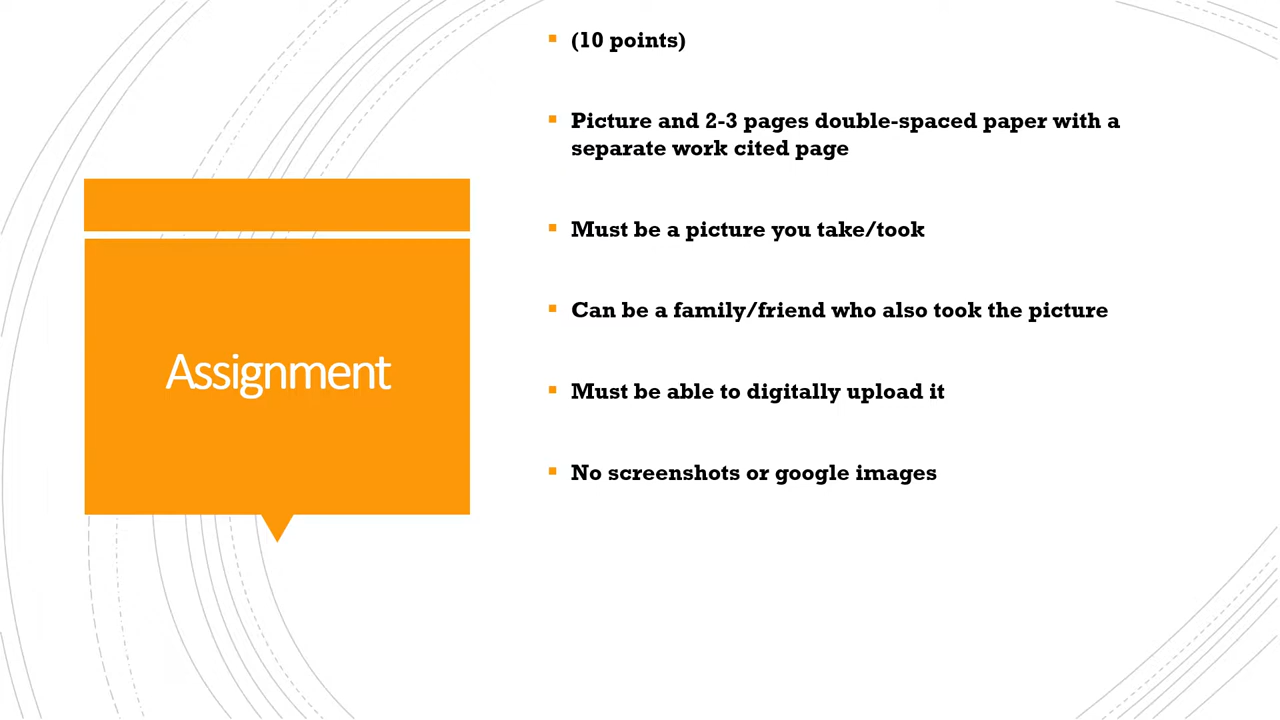 Assignment
(10 points)
Picture and 2-3 pages double-spaced paper with a
separate work cited page
Must be a picture you take/took
Can be a family/friend who also took the picture
Must be able to digitally upload it
No screenshots or google images